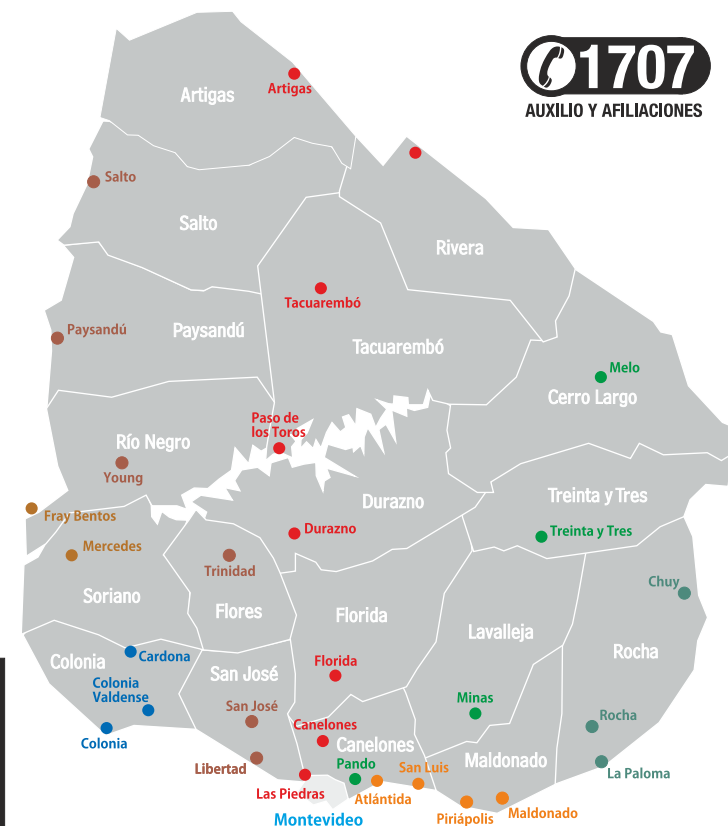 1707
AUXILIO Y AFILIACIONES
Artigas
Artigas
Salto
Salto
Rivera
Tacuarembó
Paysandú
Paysandú
Tacuarembó
Melo
Cerro Largo
Paso de
los Toros
Río Negro
Young
Durazno
Treinta y Tres
Fray Bentos
Durazno
Treinta y Tres
Mercedes
Trinidad
Chuy
Soriano
Flores
Florida
Lavalleja
Rocha
Colonia
Cardona
San José
Florida
Colonia
Valdense
San José
Minas
Rocha
Canelones
Canelones
Colonia
Libertad
Pando
San Luis
Maldonado
La Paloma
Las Piedras
Atlántida
Montevideo
Piriápolis
Maldonado